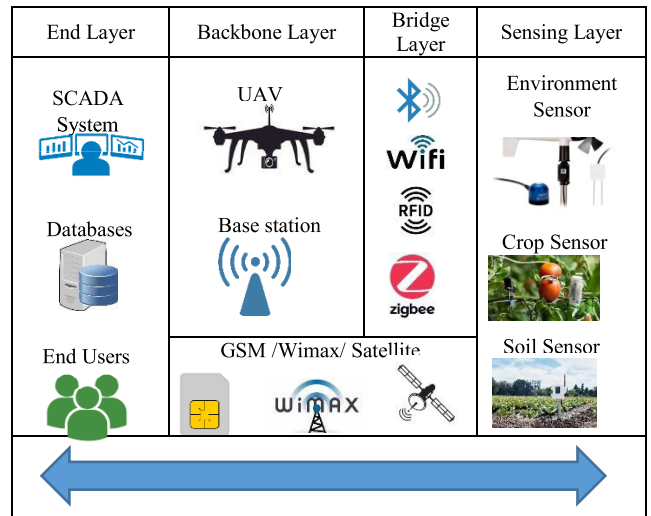 End Layer
Backbone Layer
Bridge
Layer
Sensing Layer
SCADA
System
Databases
End Users
UAV
Base station
Wifi
RFID
zigbee
GSM /Wimax/ Satellite
WiMAX
Environment
Sensor
Crop Sensor
Soil Sensor